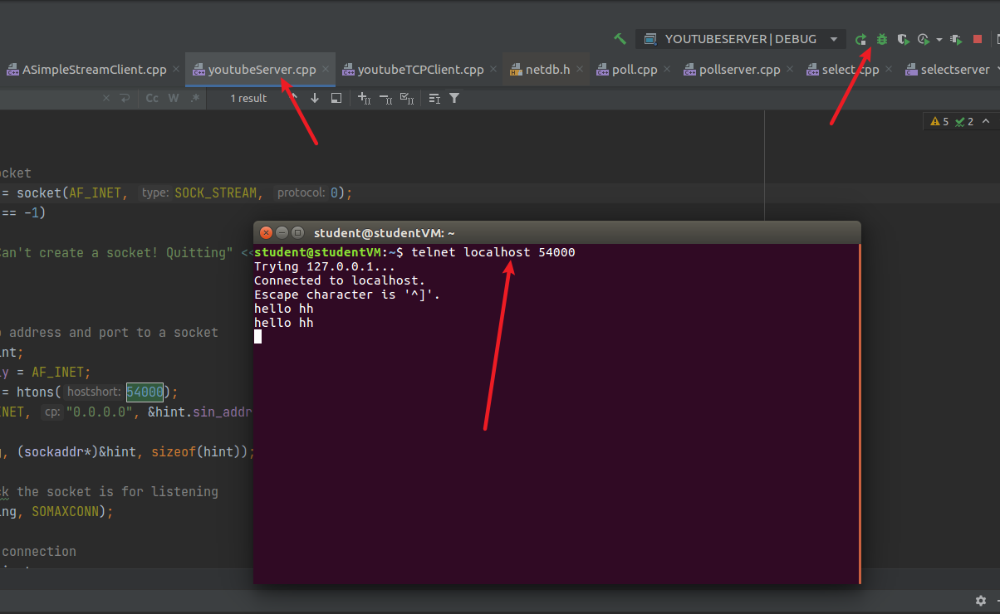 YOUTUBESERVER | DEBUG
ASimpleStreamClient.cpp youtubeServer.cpp youtubeTCPClient.cpp netdb.h poll.cpp pollserver.cpp select.cpp selectserver
Cc W .* 1 result
5 2
ocket
= socket(AF_INET, type: SOCK_STREAM, protocol: 0);
== -1)
Can't create a socket! Quitting" <<
address and port to a socket
nt;
y = AF_INET;
= htons( hostshort: 54000);
INET, cp: "0.0.0.0", &hint.sin_addr
, (sockaddr*)&hint, sizeof(hint));
ck the socket is for listening
ng, SOMAXCONN);
connection
student@studentVM: ~
student@studentVM:~$ telnet localhost 54000
Trying 127.0.0.1...
Connected to localhost.
Escape character is '^]'.
hello hh
hello hh